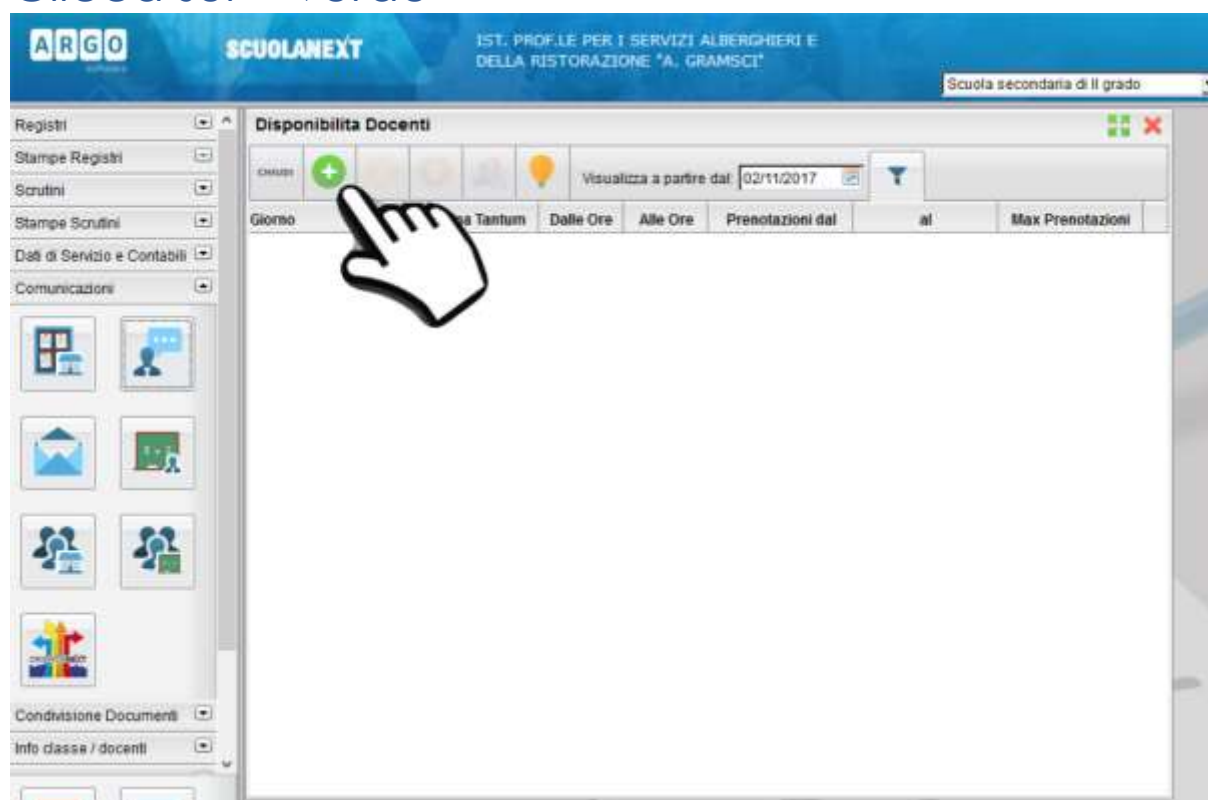 ARGO
SCUOLANEXT
IST. PROF.LE PER I SERVIZI ALBERGHIERI E
DELLA RISTORAZIONE "A. GRAMSCI"
Scuola secondaria di II grado
Registri
Stampe Registri
Scrutini
Stampe Scrutini
Dati di Servizio e Contabili
Comunicazioni
Condivisione Documenti
Info classe / docenti
Disponibilita Docenti
CHIUDI
Visualizza a partire dal: 02/11/2017
Giorno
Tantum
Dalle Ore
Alle Ore
Prenotazioni dal
al
Max Prenotazioni